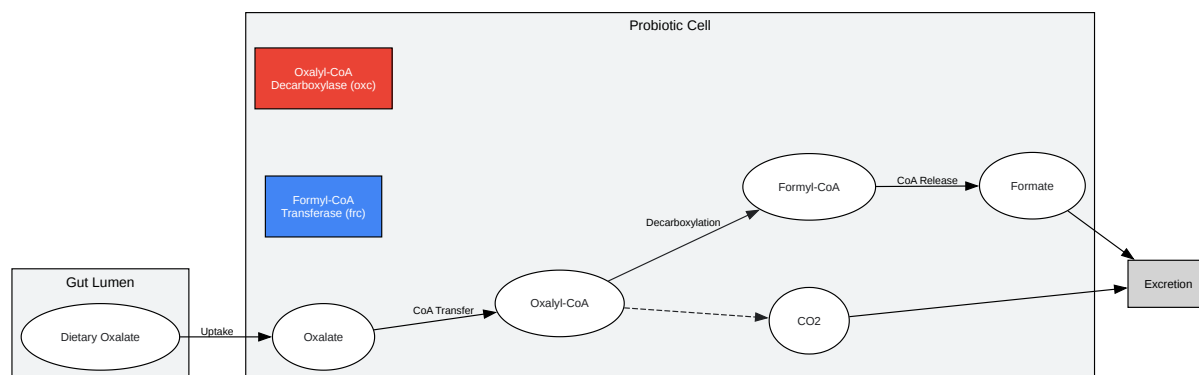 Probiotic Cell
Oxalyl-CoA
Decarboxylase (oxc)
Formyl-CoA
Transferase (frc)
Formyl-CoA
CoA Release
Formate
Decarboxylation
Gut Lumen
Dietary Oxalate
Uptake
Oxalate
CoA Transfer
Oxalyl-CoA
CO2
Excretion